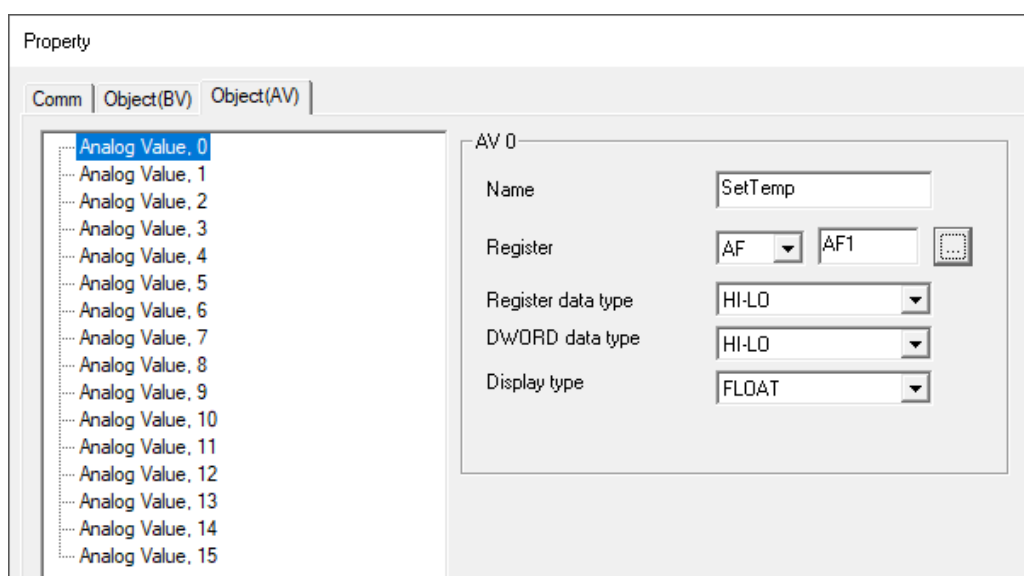 Property
Comm Object(BV) Object(AV)
Analog Value, 0
Analog Value, 1
Analog Value, 2
Analog Value, 3
Analog Value, 4
Analog Value, 5
Analog Value, 6
Analog Value, 7
Analog Value, 8
Analog Value, 9
Analog Value, 10
Analog Value, 11
Analog Value, 12
Analog Value, 13
Analog Value, 14
Analog Value, 15
AV 0
Name SetTemp
Register AF AF1 ...
Register data type HI-LO
DWORD data type HI-LO
Display type FLOAT